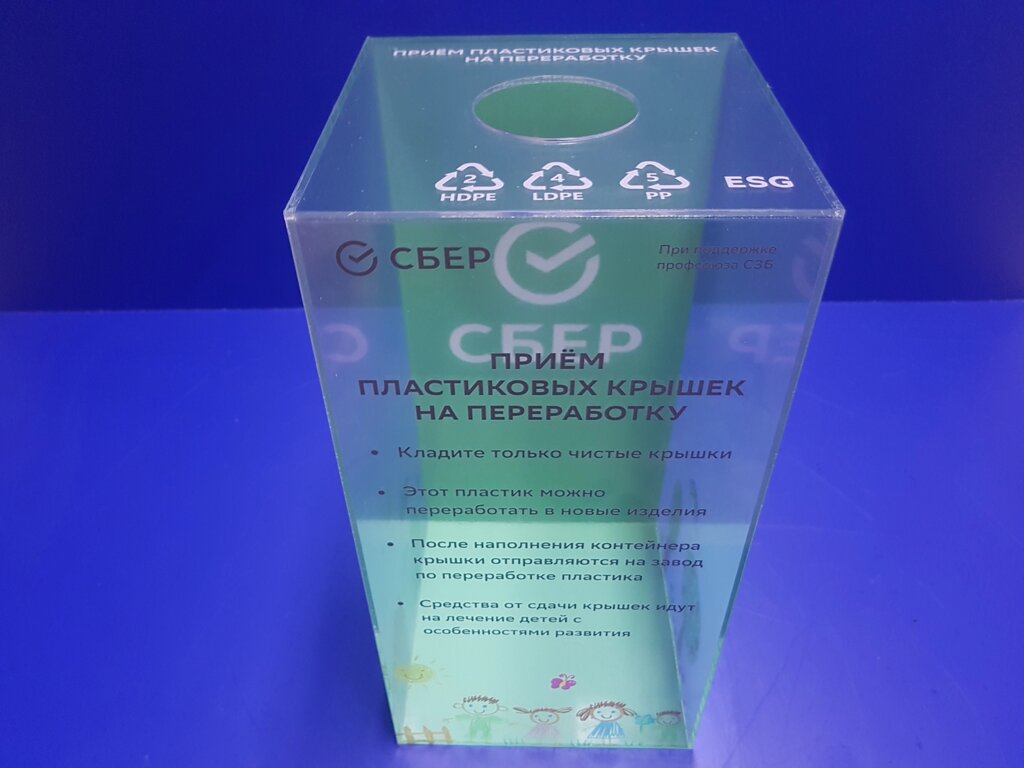 ПРИЁМ ПЛАСТИКОВЫХ КРЫШЕК
НА ПЕРЕРАБОТКУ
2 4 5
HDPE LDPE PP ESG
СБЕР
При поддержке
профсоюза СЗБ
СБЕР
ПРИЁМ
ПЛАСТИКОВЫХ КРЫШЕК
НА ПЕРЕРАБОТКУ
• Кладите только чистые крышки
• Этот пластик можно
переработать в новые изделия
• После наполнения контейнера
крышки отправляются на завод
по переработке пластика
• Средства от сдачи крышек идут
на лечение детей с
особенностями развития